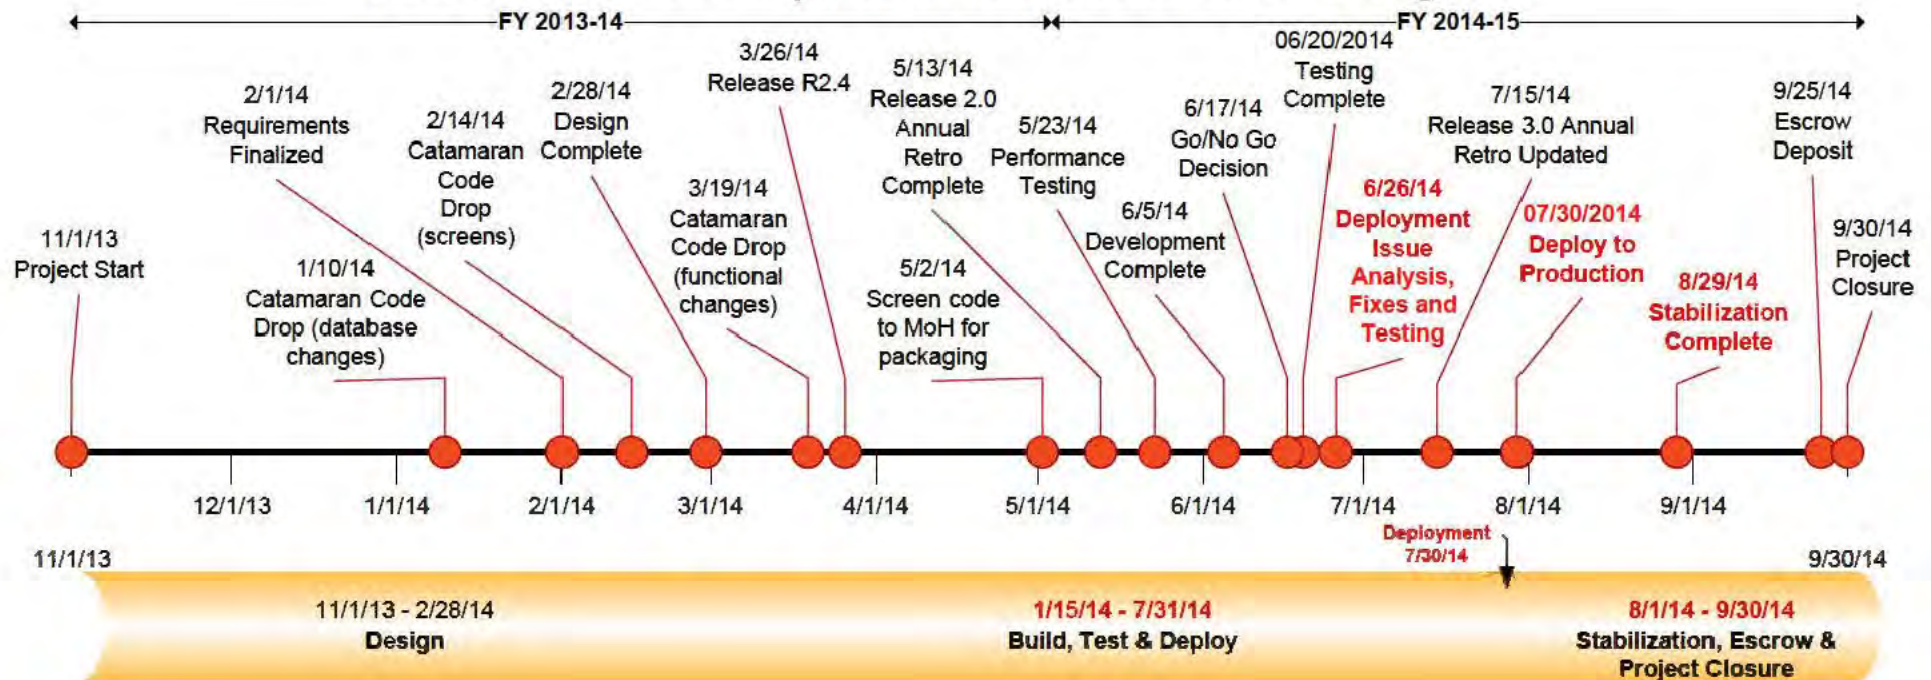 FY 2013-14
FY 2014-15
11/1/13
Project Start
2/1/14
Requirements
Finalized
1/10/14
Catamaran Code
Drop (database
changes)
2/14/14
Catamaran
Code
Drop
(screens)
2/28/14
Design
Complete
3/26/14
Release R2.4
3/19/14
Catamaran
Code Drop
(functional
changes)
5/13/14
Release 2.0
Annual
Retro
Complete
5/2/14
Screen code
to MoH for
packaging
5/23/14
Performance
Testing
6/5/14
Development
Complete
6/17/14
Go/No Go
Decision
06/20/2014
Testing
Complete
6/26/14
Deployment
Issue
Analysis,
Fixes and
Testing
7/15/14
Release 3.0 Annual
Retro Updated
07/30/2014
Deploy to
Production
8/29/14
Stabilization
Complete
9/25/14
Escrow
Deposit
9/30/14
Project
Closure
12/1/13
1/1/14
2/1/14
3/1/14
4/1/14
5/1/14
6/1/14
7/1/14
8/1/14
9/1/14
Deployment
7/30/14
11/1/13
9/30/14
11/1/13 - 2/28/14
Design
1/15/14 - 7/31/14
Build, Test & Deploy
8/1/14 - 9/30/14
Stabilization, Escrow &
Project Closure